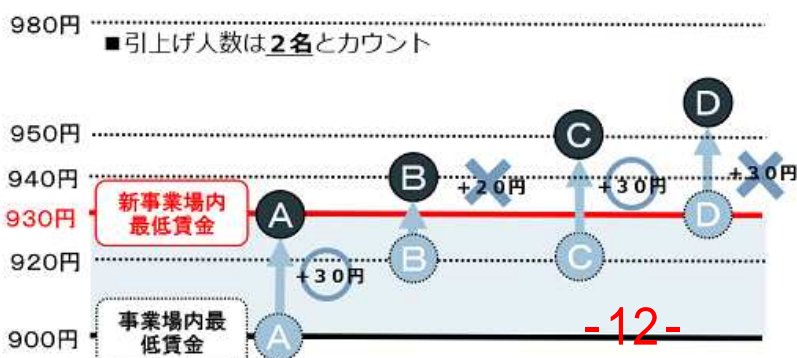 980円
■引上げ人数は2名とカウント
D
950円
C
940円
B
+20円
+30円
+30円
新事業場内
最低賃金
930円
A
D
920円
B
C
+30円
事業場内最
低賃金
900円
A
-12-